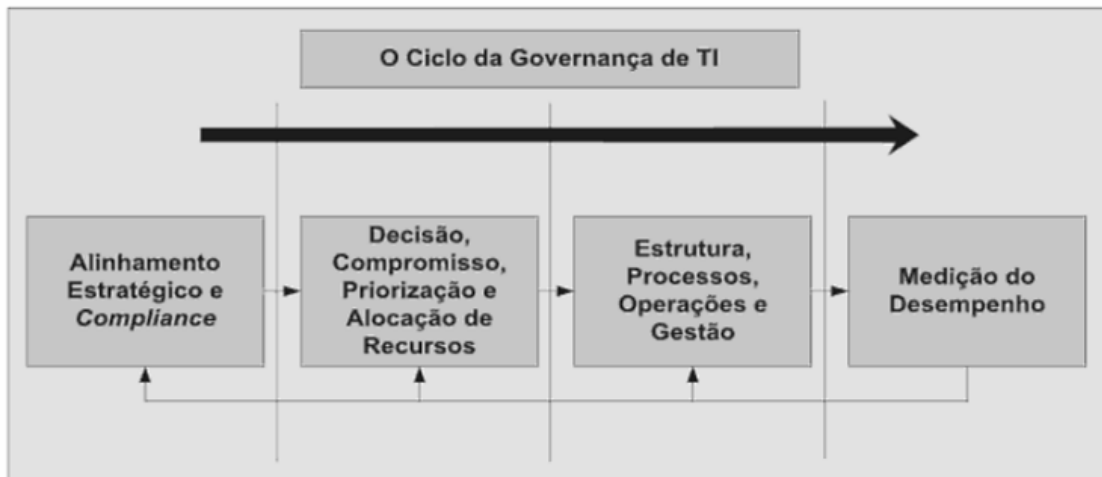 O Ciclo da Governança de TI
Alinhamento
Estratégico e
Compliance
Decisão,
Compromisso,
Priorização e
Alocação de
Recursos
Estrutura,
Processos,
Operações e
Gestão
Medição do
Desempenho